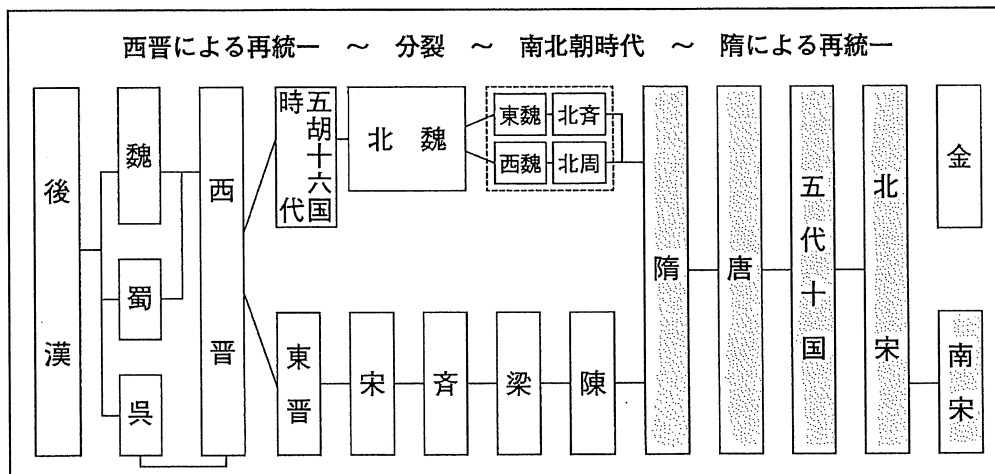 西晋による再統一 ～ 分裂 ～ 南北朝時代 ～ 隋による再統一
後漢
魏
蜀
呉
西晋
五胡十六国時代
北魏
東魏
北斉
西魏
北周
東晋
宋
斉
梁
陳
隋
唐
五代十国
北宋
金
南宋